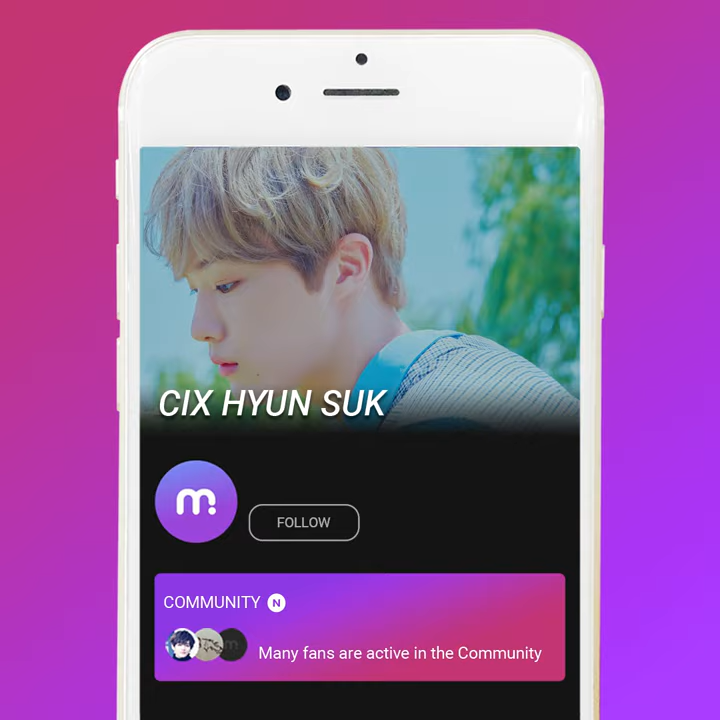 CIX HYUN SUK
m.
FOLLOW
COMMUNITY N
Many fans are active in the Community